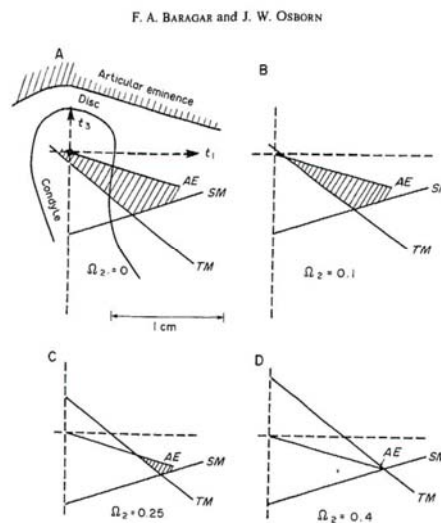 F. A. BARAGAR and J. W. OSBORN
A
B
Articular eminence
Disc
t₃
t₁
Condyle
AE
SM
TM
Ω₂ = 0
1 cm
AE
SM
TM
Ω₂ = 0.1
C
D
AE
SM
TM
Ω₂ = 0.25
AE
SM
TM
Ω₂ = 0.4